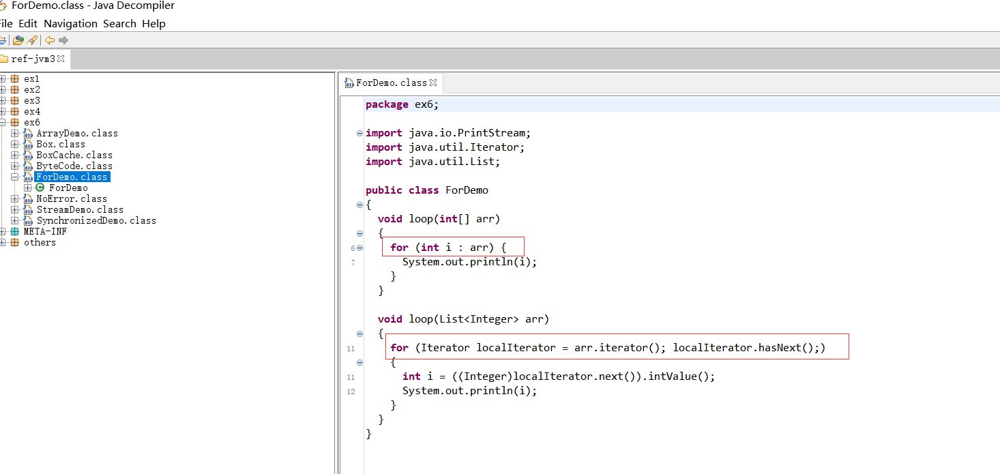 ForDemo.class - Java Decompiler
File Edit Navigation Search Help
ref-jvm3
ex1
ex2
ex3
ex4
ex6
ArrayDemo.class
Box.class
BoxCache.class
ByteCode.class
ForDemo.class
ForDemo
NoError.class
StreamDemo.class
SynchronizedDemo.class
META-INF
others
ForDemo.class
package ex6;
import java.io.PrintStream;
import java.util.Iterator;
import java.util.List;
public class ForDemo
{
void loop(int[] arr)
{
6 for (int i : arr) {
7 System.out.println(i);
}
}
void loop(List<Integer> arr)
{
11 for (Iterator localIterator = arr.iterator(); localIterator.hasNext();)
{
11 int i = ((Integer)localIterator.next()).intValue();
12 System.out.println(i);
}
}
}